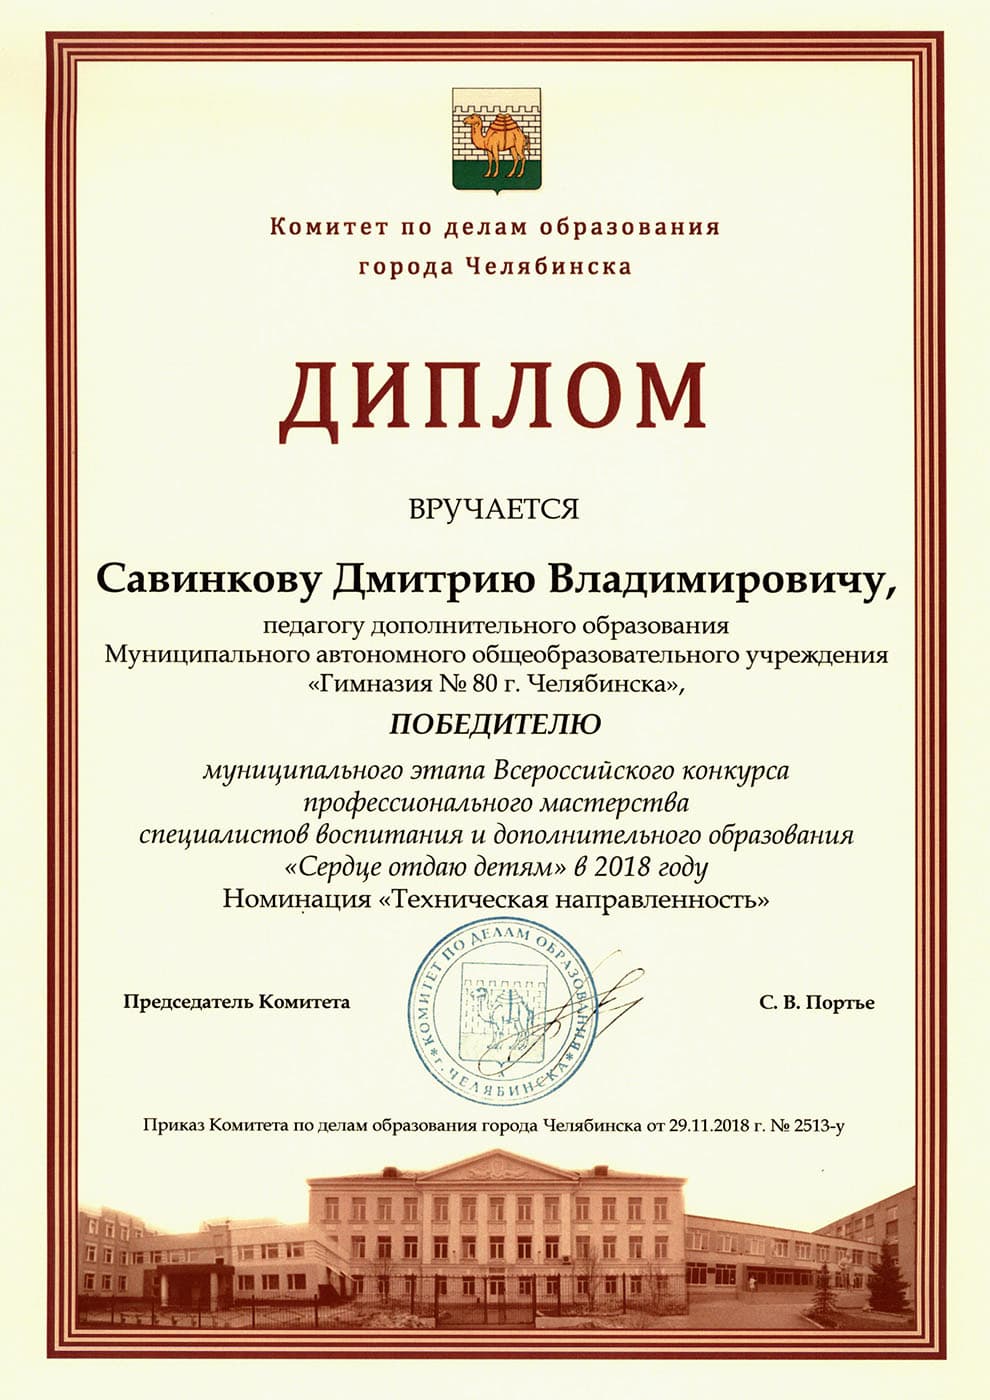 Комитет по делам образования
города Челябинска
ДИПЛОМ
ВРУЧАЕТСЯ
Савинкову Дмитрию Владимировичу,
педагогу дополнительного образования
Муниципального автономного общеобразовательного учреждения
«Гимназия № 80 г. Челябинска»,
ПОБЕДИТЕЛЮ
муниципального этапа Всероссийского конкурса
профессионального мастерства
специалистов воспитания и дополнительного образования
«Сердце отдаю детям» в 2018 году
Номинация «Техническая направленность»
КОМИТЕТ ПО ДЕЛАМ ОБРАЗОВАНИЯ
* г. ЧЕЛЯБИНСКА *
Председатель Комитета
С. В. Портье
Приказ Комитета по делам образования города Челябинска от 29.11.2018 г. № 2513-у